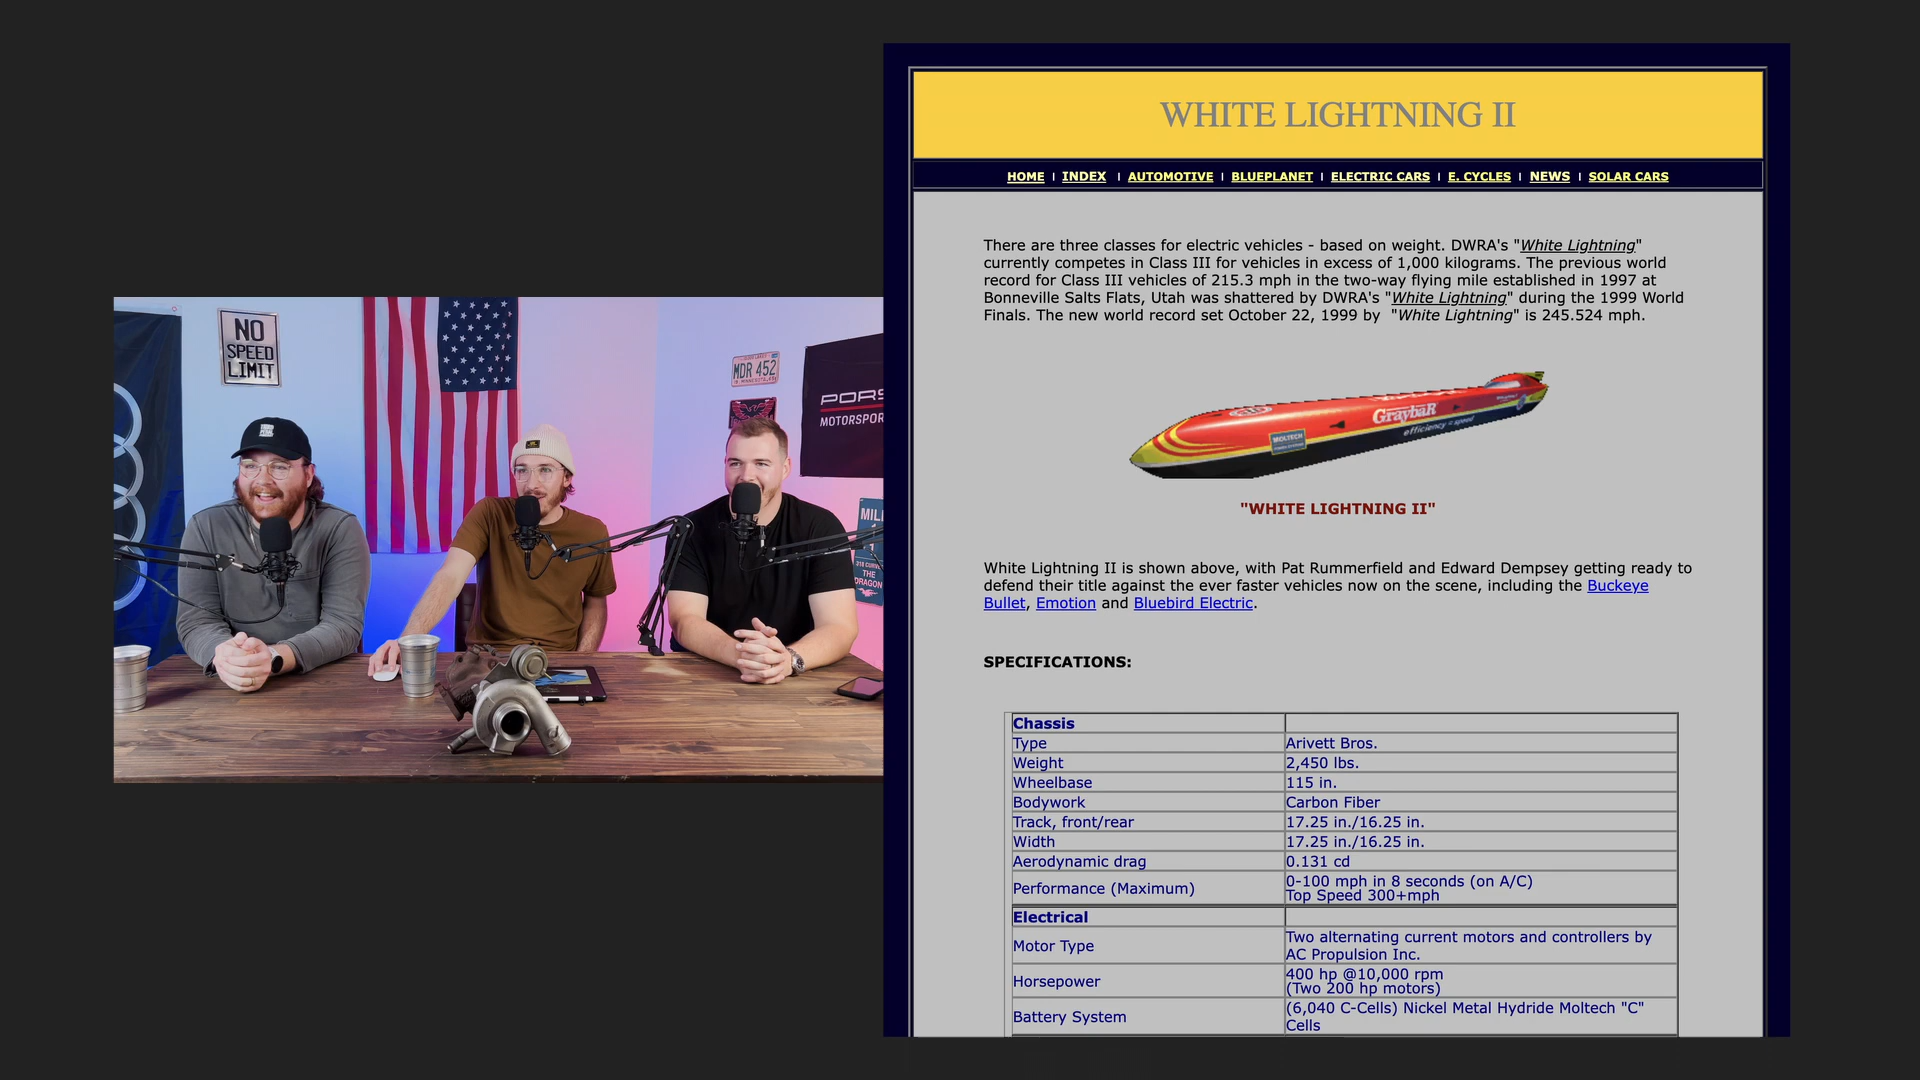 NO
SPEED
LIMIT
MDR 452
PORS
MOTORSPOR
MIL
318 CURV
THE
DRAGON
WHITE LIGHTNING II
HOME | INDEX | AUTOMOTIVE | BLUEPLANET | ELECTRIC CARS | E. CYCLES | NEWS | SOLAR CARS
There are three classes for electric vehicles - based on weight. DWRA's "White Lightning"
currently competes in Class III for vehicles in excess of 1,000 kilograms. The previous world
record for Class III vehicles of 215.3 mph in the two-way flying mile established in 1997 at
Bonneville Salts Flats, Utah was shattered by DWRA's "White Lightning" during the 1999 World
Finals. The new world record set October 22, 1999 by "White Lightning" is 245.524 mph.
GraybaR
MOLTECH
efficiency = speed
"WHITE LIGHTNING II"
White Lightning II is shown above, with Pat Rummerfield and Edward Dempsey getting ready to
defend their title against the ever faster vehicles now on the scene, including the Buckeye
Bullet, Emotion and Bluebird Electric.
SPECIFICATIONS:
Chassis
Type Arivett Bros.
Weight 2,450 lbs.
Wheelbase 115 in.
Bodywork Carbon Fiber
Track, front/rear 17.25 in./16.25 in.
Width 17.25 in./16.25 in.
Aerodynamic drag 0.131 cd
Performance (Maximum) 0-100 mph in 8 seconds (on A/C)
Top Speed 300+mph
Electrical
Motor Type Two alternating current motors and controllers by
AC Propulsion Inc.
Horsepower 400 hp @10,000 rpm
(Two 200 hp motors)
Battery System (6,040 C-Cells) Nickel Metal Hydride Moltech "C"
Cells